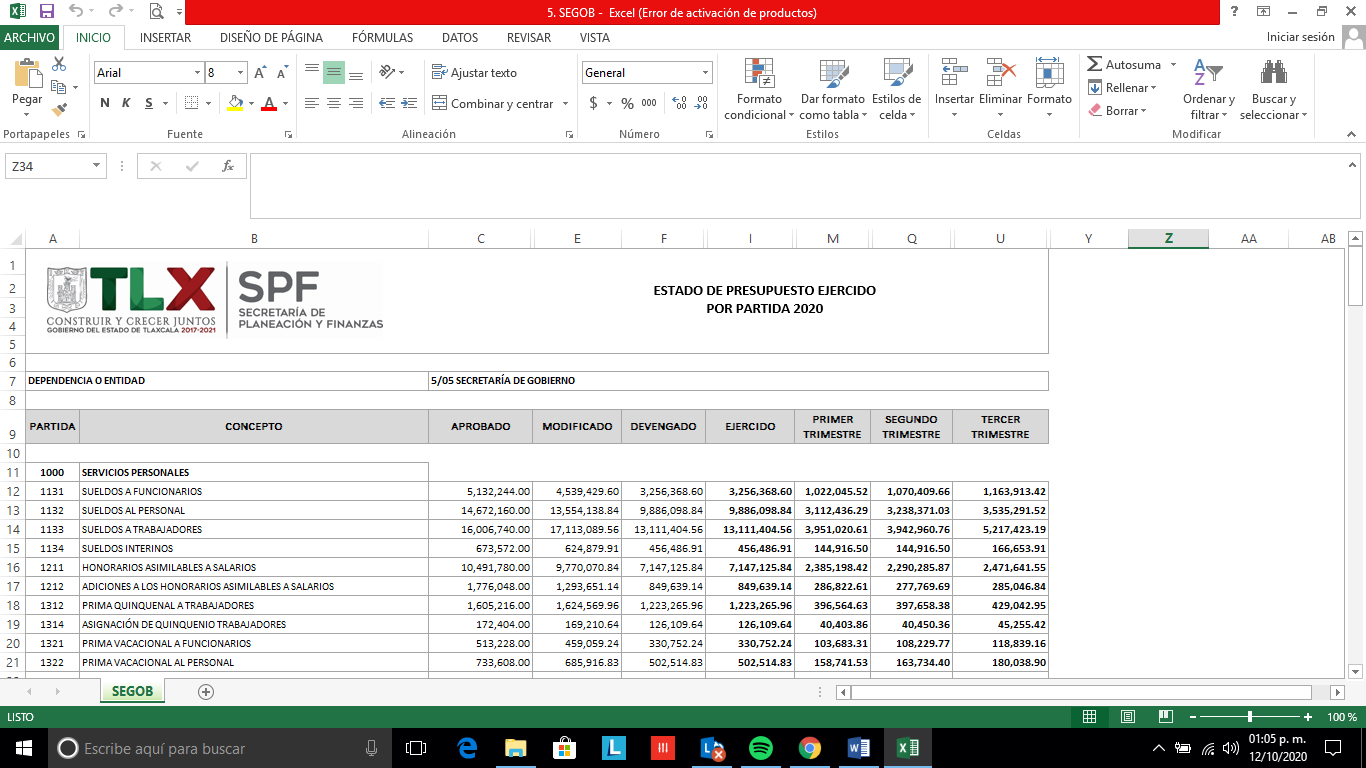 5. SEGOB - Excel (Error de activación de productos)
ARCHIVO INICIO INSERTAR DISEÑO DE PÁGINA FÓRMULAS DATOS REVISAR VISTA Iniciar sesión
Pegar
Arial 8
N K S
Ajustar texto
Combinar y centrar
General
$ % 000
Formato condicional
Dar formato como tabla
Estilos de celda
Insertar Eliminar Formato
Autosuma
Rellenar
Borrar
Ordenar y filtrar
Buscar y seleccionar
Portapapeles Fuente Alineación Número Estilos Celdas Modificar
Z34 fx
A B C E F I M Q U Y Z AA AB
TLX
CONSTRUIR Y CRECER JUNTOS
GOBIERNO DEL ESTADO DE TLAXCALA 2017-2021
SPF
SECRETARÍA DE
PLANEACIÓN Y FINANZAS
1
2 ESTADO DE PRESUPUESTO EJERCIDO
3 POR PARTIDA 2020
4
5
6
7 DEPENDENCIA O ENTIDAD 5/05 SECRETARÍA DE GOBIERNO
8
9 PARTIDA CONCEPTO APROBADO MODIFICADO DEVENGADO EJERCIDO PRIMER TRIMESTRE SEGUNDO TRIMESTRE TERCER TRIMESTRE
10
11 1000 SERVICIOS PERSONALES
12 1131 SUELDOS A FUNCIONARIOS 5,132,244.00 4,539,429.60 3,256,368.60 3,256,368.60 1,022,045.52 1,070,409.66 1,163,913.42
13 1132 SUELDOS AL PERSONAL 14,672,160.00 13,554,138.84 9,886,098.84 9,886,098.84 3,112,436.29 3,238,371.03 3,535,291.52
14 1133 SUELDOS A TRABAJADORES 16,006,740.00 17,113,089.56 13,111,404.56 13,111,404.56 3,951,020.61 3,942,960.76 5,217,423.19
15 1134 SUELDOS INTERINOS 673,572.00 624,879.91 456,486.91 456,486.91 144,916.50 144,916.50 166,653.91
16 1211 HONORARIOS ASIMILABLES A SALARIOS 10,491,780.00 9,770,070.84 7,147,125.84 7,147,125.84 2,385,198.42 2,290,285.87 2,471,641.55
17 1212 ADICIONES A LOS HONORARIOS ASIMILABLES A SALARIOS 1,776,048.00 1,293,651.14 849,639.14 849,639.14 286,822.61 277,769.69 285,046.84
18 1312 PRIMA QUINQUENAL A TRABAJADORES 1,605,216.00 1,624,569.96 1,223,265.96 1,223,265.96 396,564.63 397,658.38 429,042.95
19 1314 ASIGNACIÓN DE QUINQUENIO TRABAJADORES 172,404.00 169,210.64 126,109.64 126,109.64 40,403.86 40,450.36 45,255.42
20 1321 PRIMA VACACIONAL A FUNCIONARIOS 513,228.00 459,059.24 330,752.24 330,752.24 103,683.31 108,229.77 118,839.16
21 1322 PRIMA VACACIONAL AL PERSONAL 733,608.00 685,916.83 502,514.83 502,514.83 158,741.53 163,734.40 180,038.90
SEGOB
LISTO 100 %
Escribe aquí para buscar
01:05 p. m.
12/10/2020